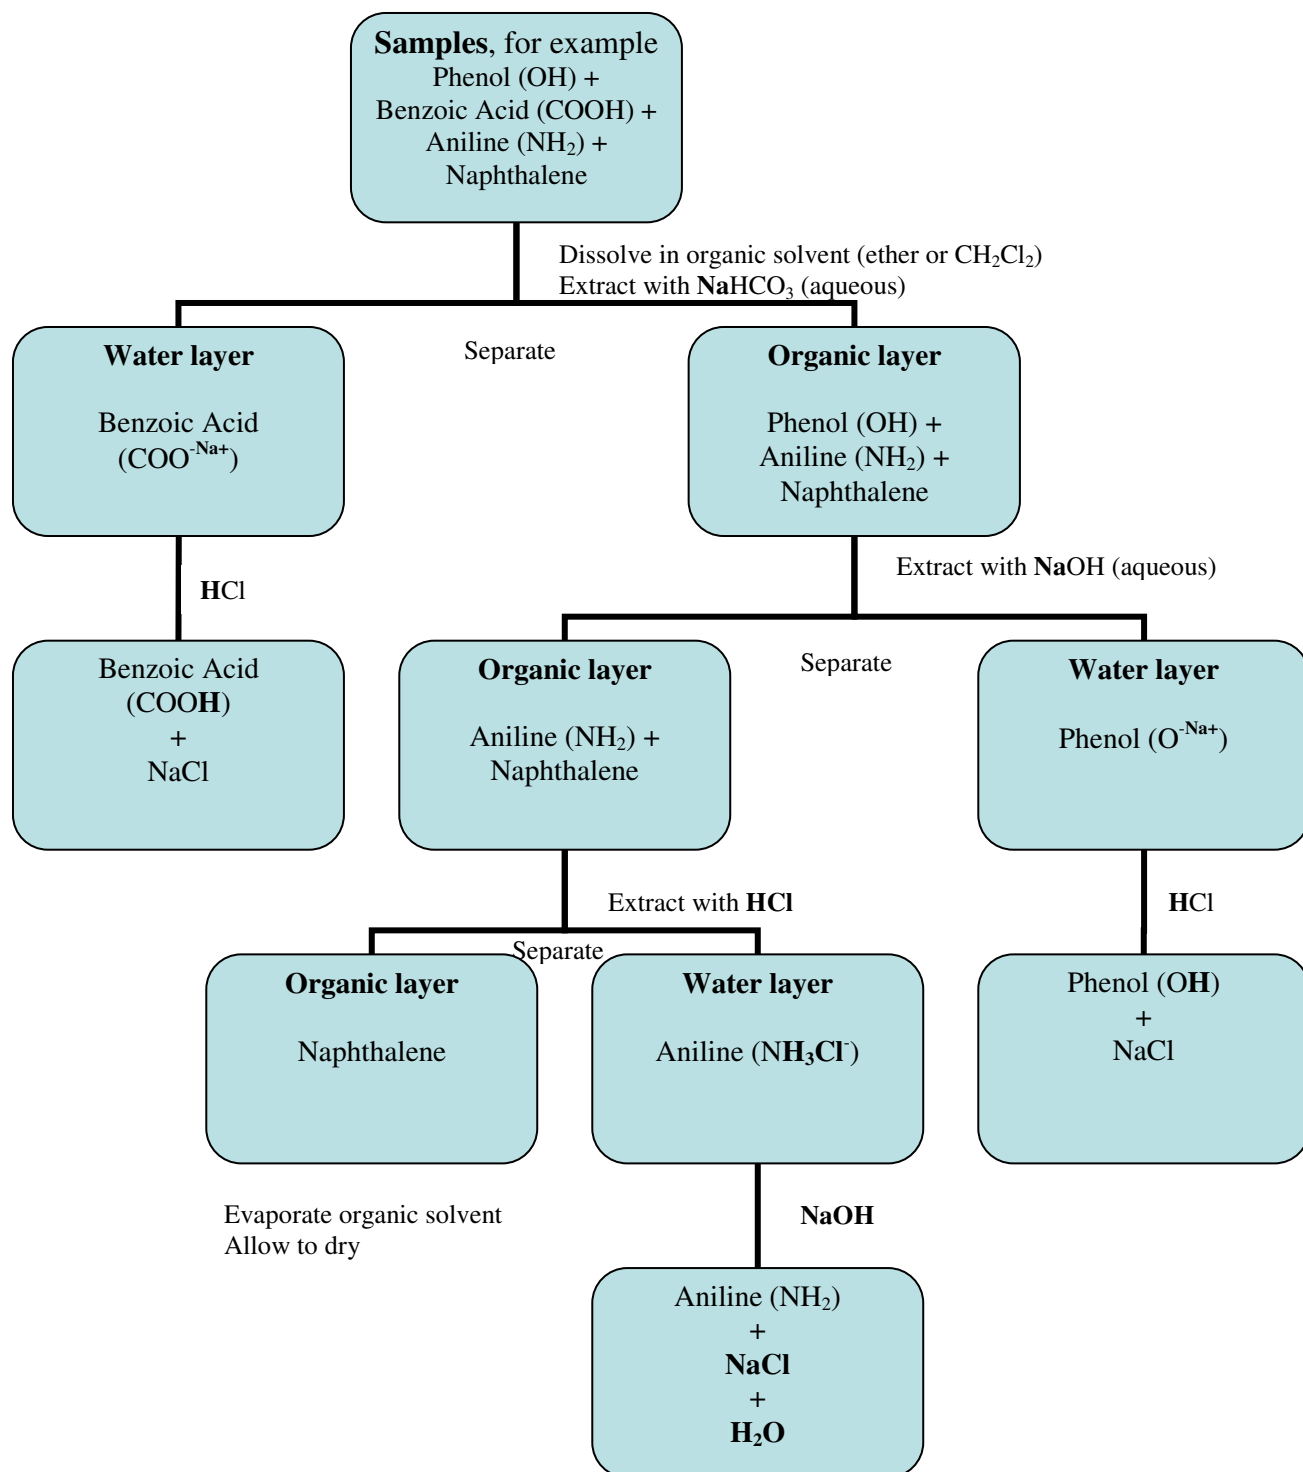 Samples, for example
Phenol (OH) +
Benzoic Acid (COOH) +
Aniline (NH₂) +
Naphthalene
Dissolve in organic solvent (ether or CH₂Cl₂)
Extract with NaHCO₃ (aqueous)
Separate
Water layer
Benzoic Acid
(COO⁻ᴺᵃ⁺)
Organic layer
Phenol (OH) +
Aniline (NH₂) +
Naphthalene
HCl
Extract with NaOH (aqueous)
Separate
Benzoic Acid
(COOH)
+
NaCl
Organic layer
Aniline (NH₂) +
Naphthalene
Water layer
Phenol (O⁻ᴺᵃ⁺)
Extract with HCl
Separate
HCl
Organic layer
Naphthalene
Water layer
Aniline (NH₃Cl⁻)
Phenol (OH)
+
NaCl
Evaporate organic solvent
Allow to dry
NaOH
Aniline (NH₂)
+
NaCl
+
H₂O